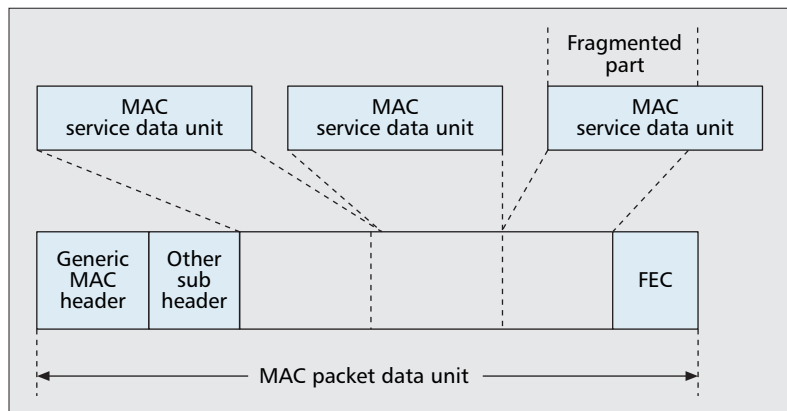 Fragmented
part
MAC
service data unit
MAC
service data unit
MAC
service data unit
Generic
MAC
header
Other
sub
header
FEC
MAC packet data unit